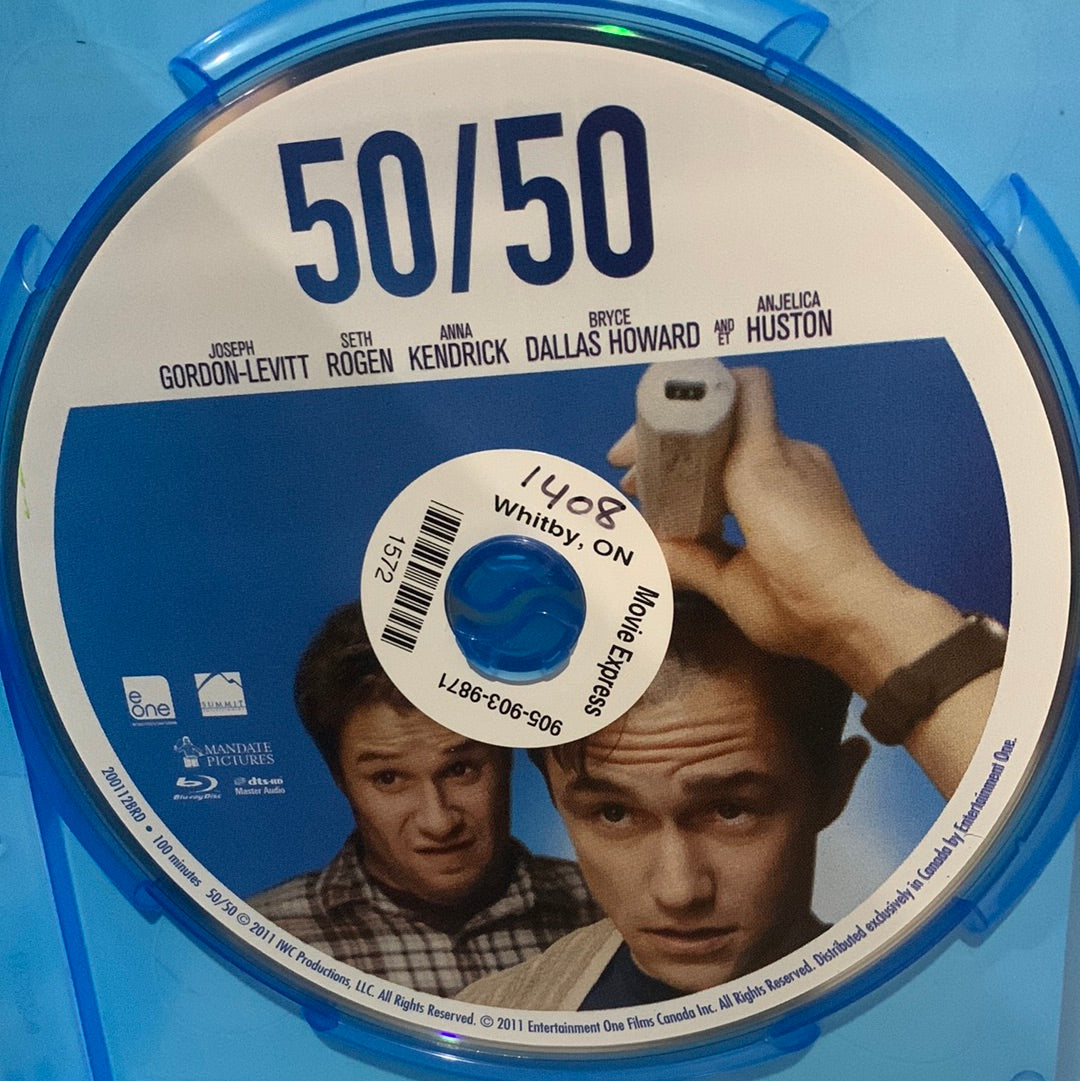 50/50
JOSEPH GORDON-LEVITT
SETH ROGEN
ANNA KENDRICK
BRYCE DALLAS HOWARD
AND ET
ANJELICA HUSTON
1408
Whitby, ON
Movie Express
905-903-9871
1572
e one
SUMMIT
MANDATE PICTURES
Blu-ray Disc
dts-HD Master Audio
200112BRD • 100 minutes 50/50 © 2011 IWC Productions, LLC. All Rights Reserved. © 2011 Entertainment One Films Canada Inc. All Rights Reserved. Distributed exclusively in Canada by Entertainment One.